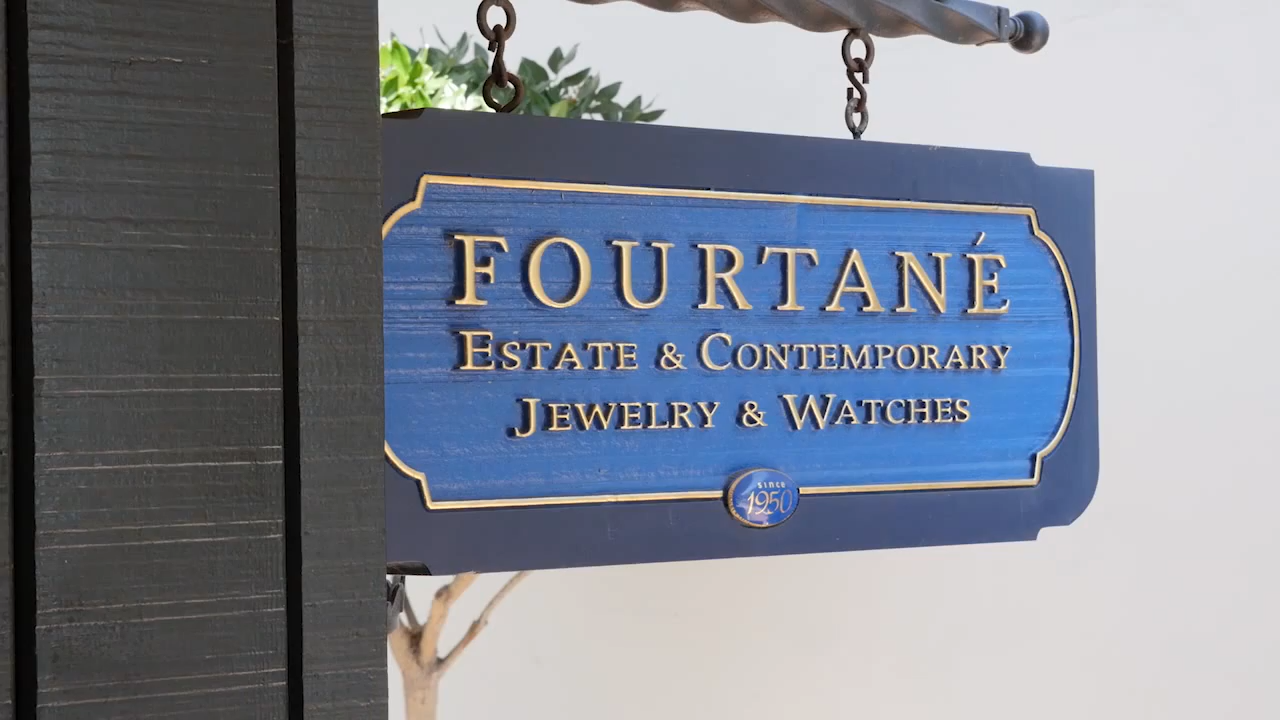 FOURTANÉ
ESTATE & CONTEMPORARY
JEWELRY & WATCHES
since
1950